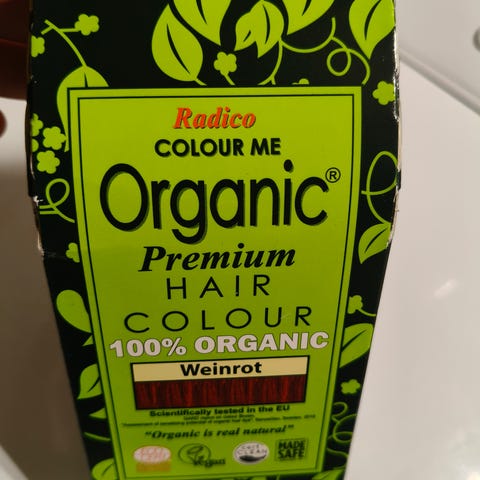 Radico
COLOUR ME
Organic®
Premium
HAIR
COLOUR
100% ORGANIC
Weinrot
Scientifically tested in the EU
"Organic is real natural"
vegan
CLEAN
MADE
SAFE